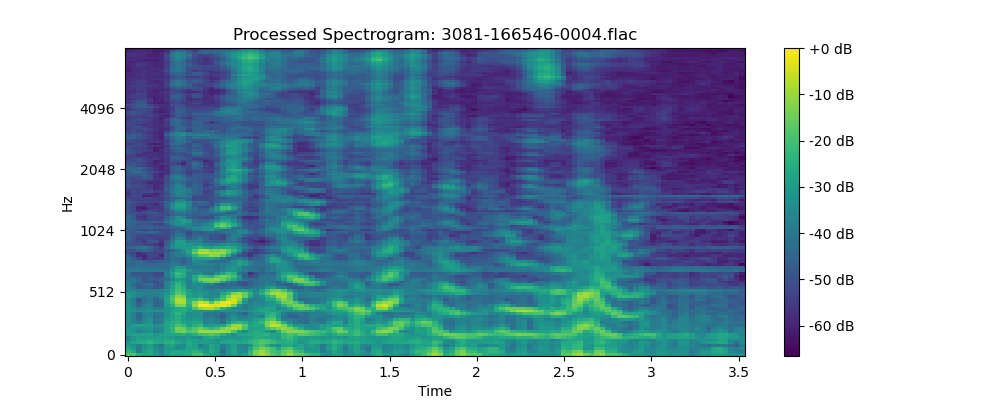 Processed Spectrogram: 3081-166546-0004.flac
Hz
4096
2048
1024
512
0
0 0.5 1 1.5 2 2.5 3 3.5
Time
+0 dB
-10 dB
-20 dB
-30 dB
-40 dB
-50 dB
-60 dB